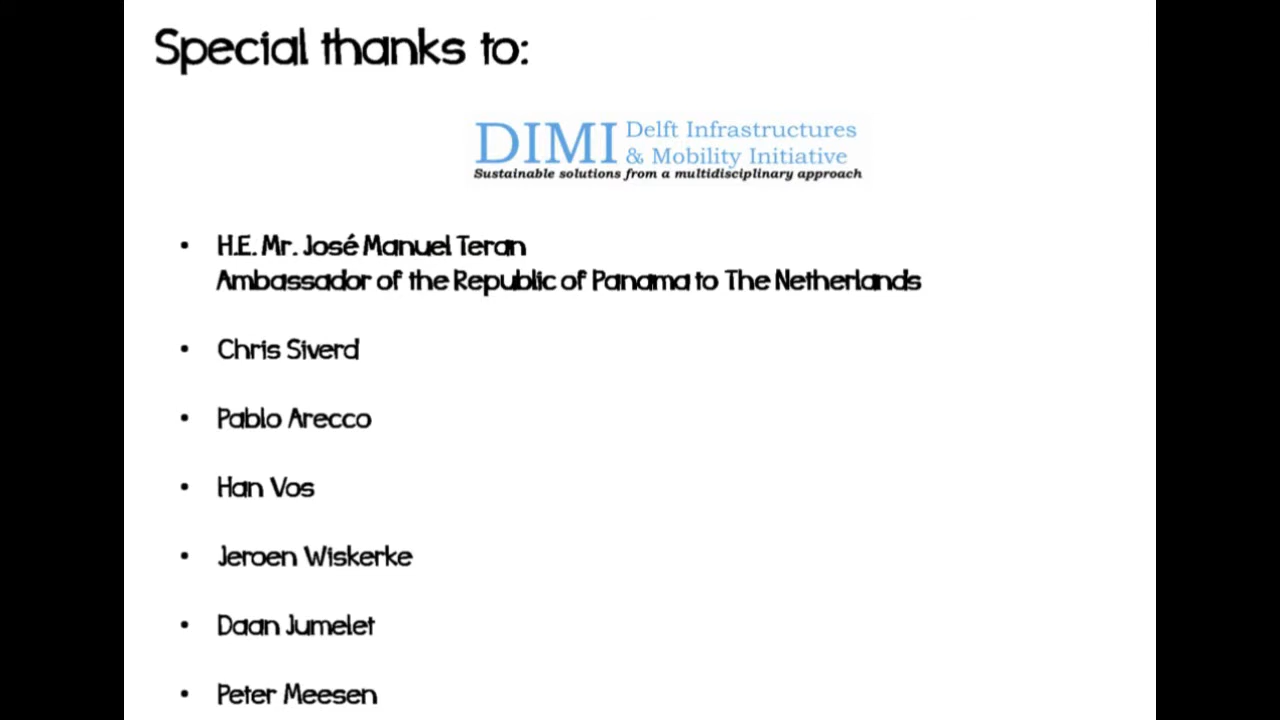 Special thanks to:
DIMI Delft Infrastructures
& Mobility Initiative
Sustainable solutions from a multidisciplinary approach
• H.E. Mr. José Manuel Teran
Ambassador of the Republic of Panama to The Netherlands
• Chris Siverd
• Pablo Arecco
• Han Vos
• Jeroen Wiskerke
• Daan Jumelet
• Peter Meesen